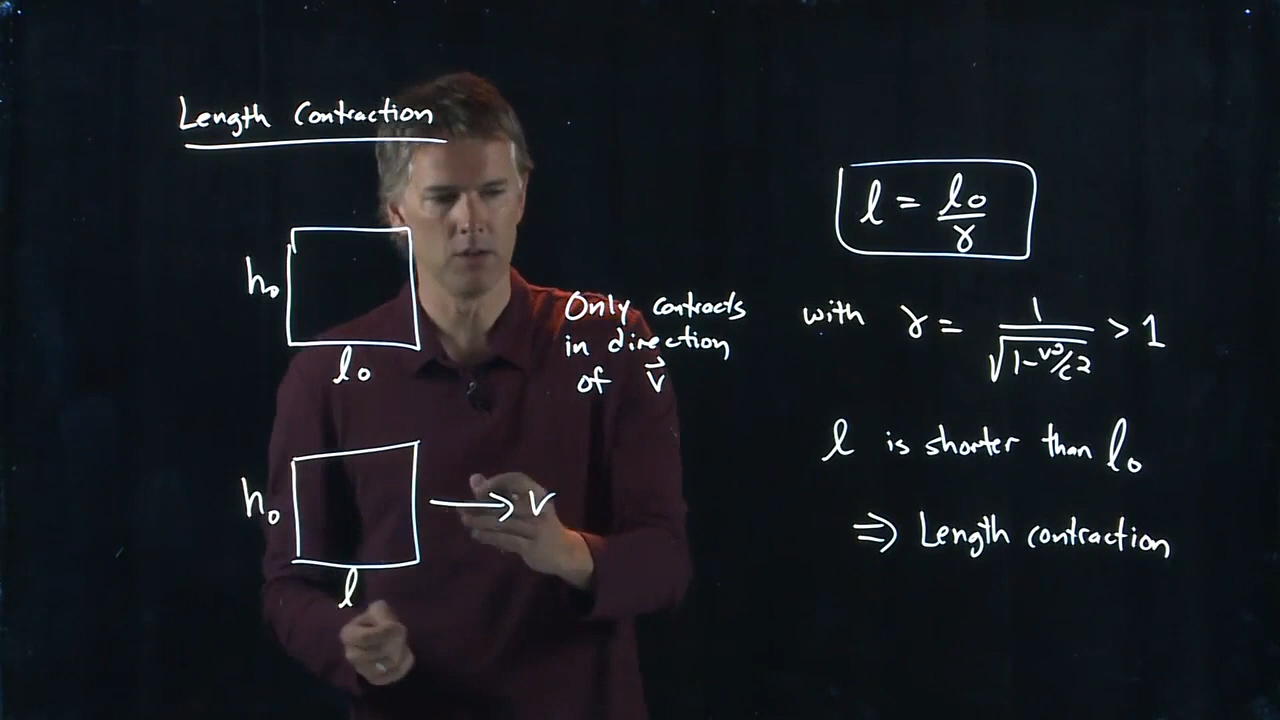 Length Contraction
h₀
l₀
Only contracts
in direction
of v⃗
h₀
→ v
l
l = l₀/γ
with γ = 1/√(1-v²/c²) > 1
l is shorter than l₀
⇒ Length contraction